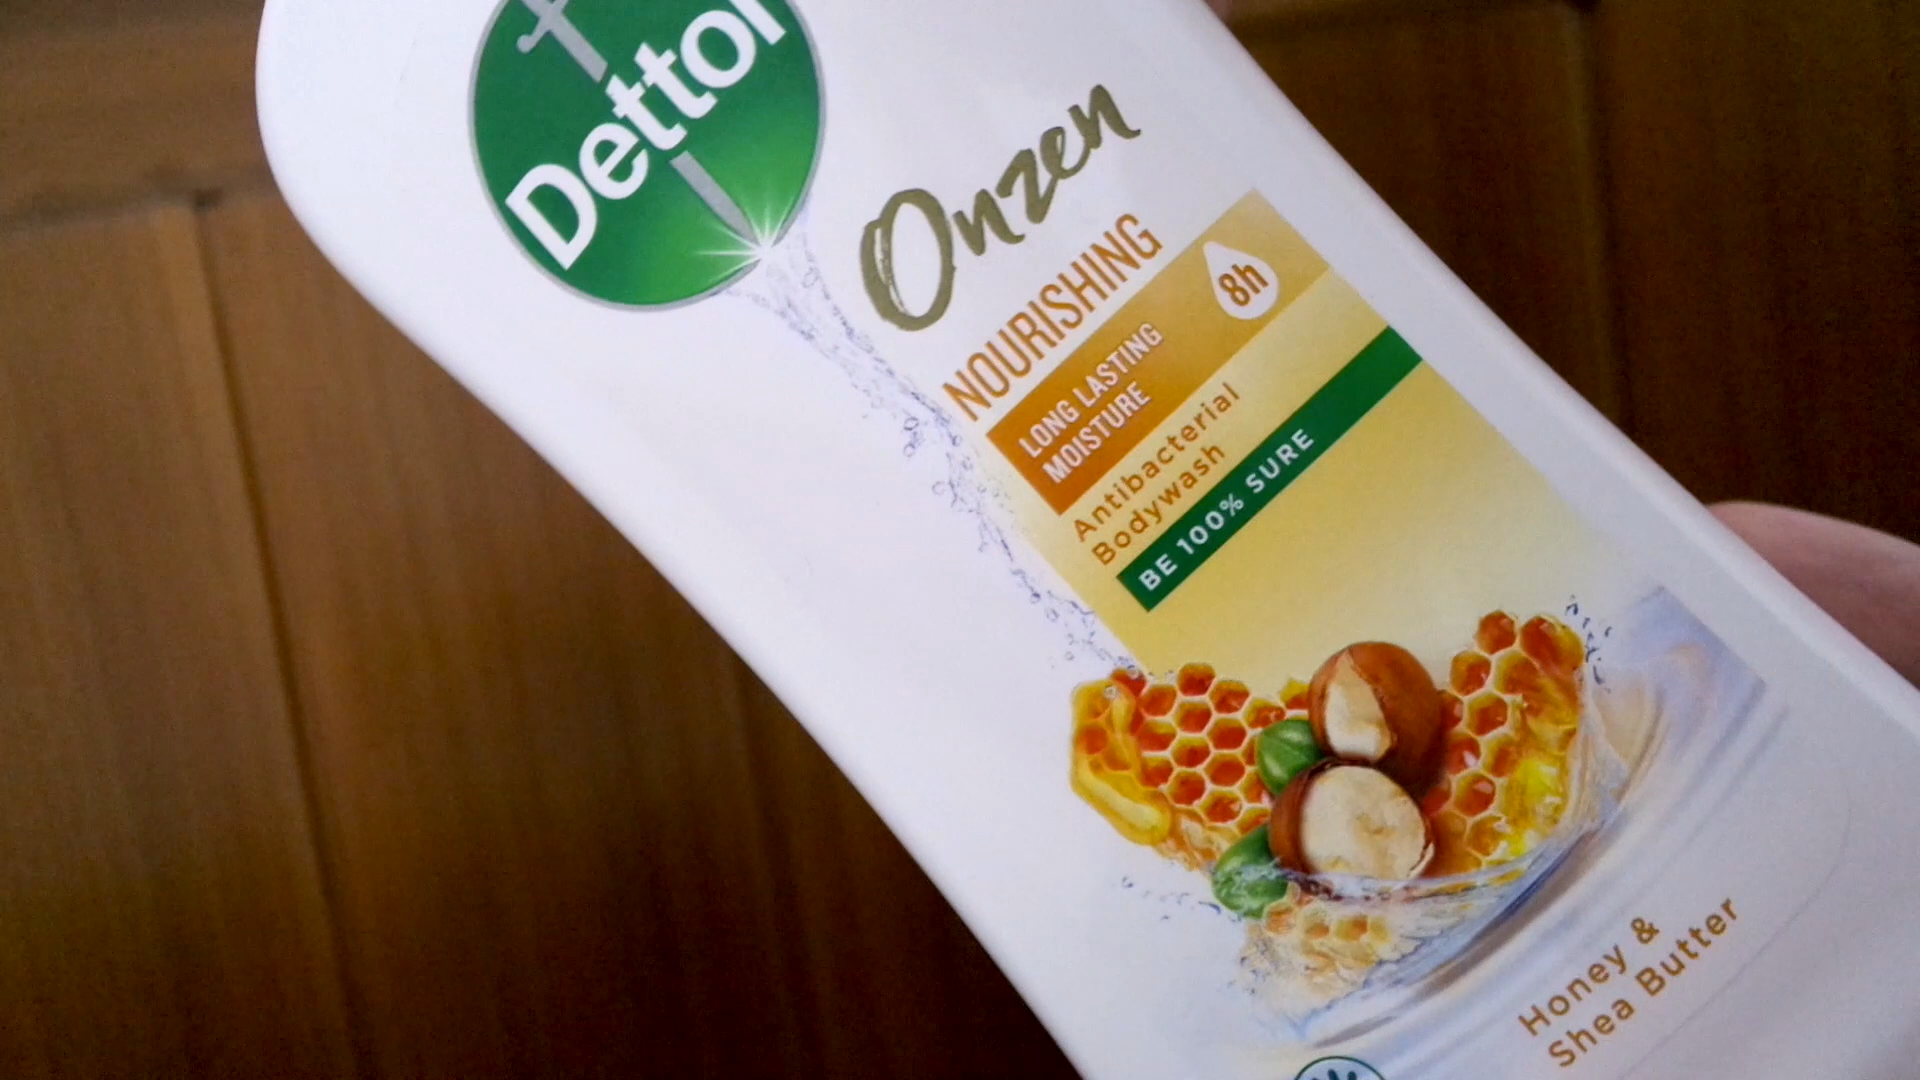 Dettol
Onzen
NOURISHING
LONG LASTING
MOISTURE
8h
Antibacterial
Bodywash
BE 100% SURE
Honey &
Shea Butter